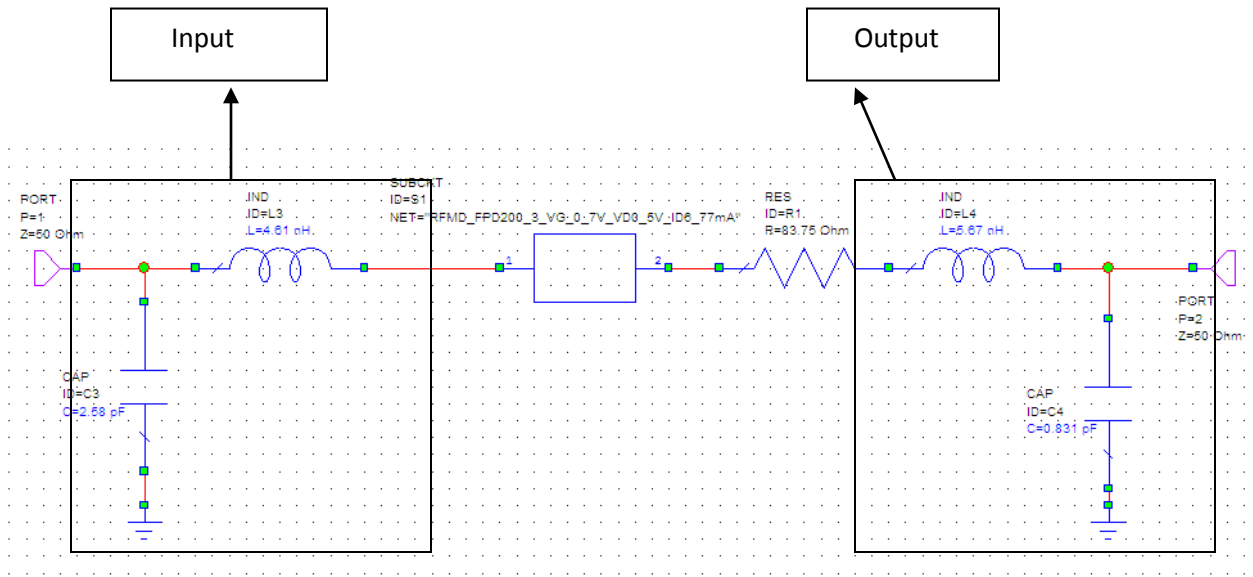 Input
Output
PORT
P=1
Z=50 Ohm
IND
ID=L3
L=4.61 nH
SUBCKT
ID=S1
NET="RFMD_FPD200_3_VG_0_7V_VD0_5V_ID6_77mA"
1
2
RES
ID=R1
R=83.75 Ohm
IND
ID=L4
L=5.67 nH
PORT
P=2
Z=50 Ohm
CAP
ID=C3
C=2.58 pF
CAP
ID=C4
C=0.831 pF